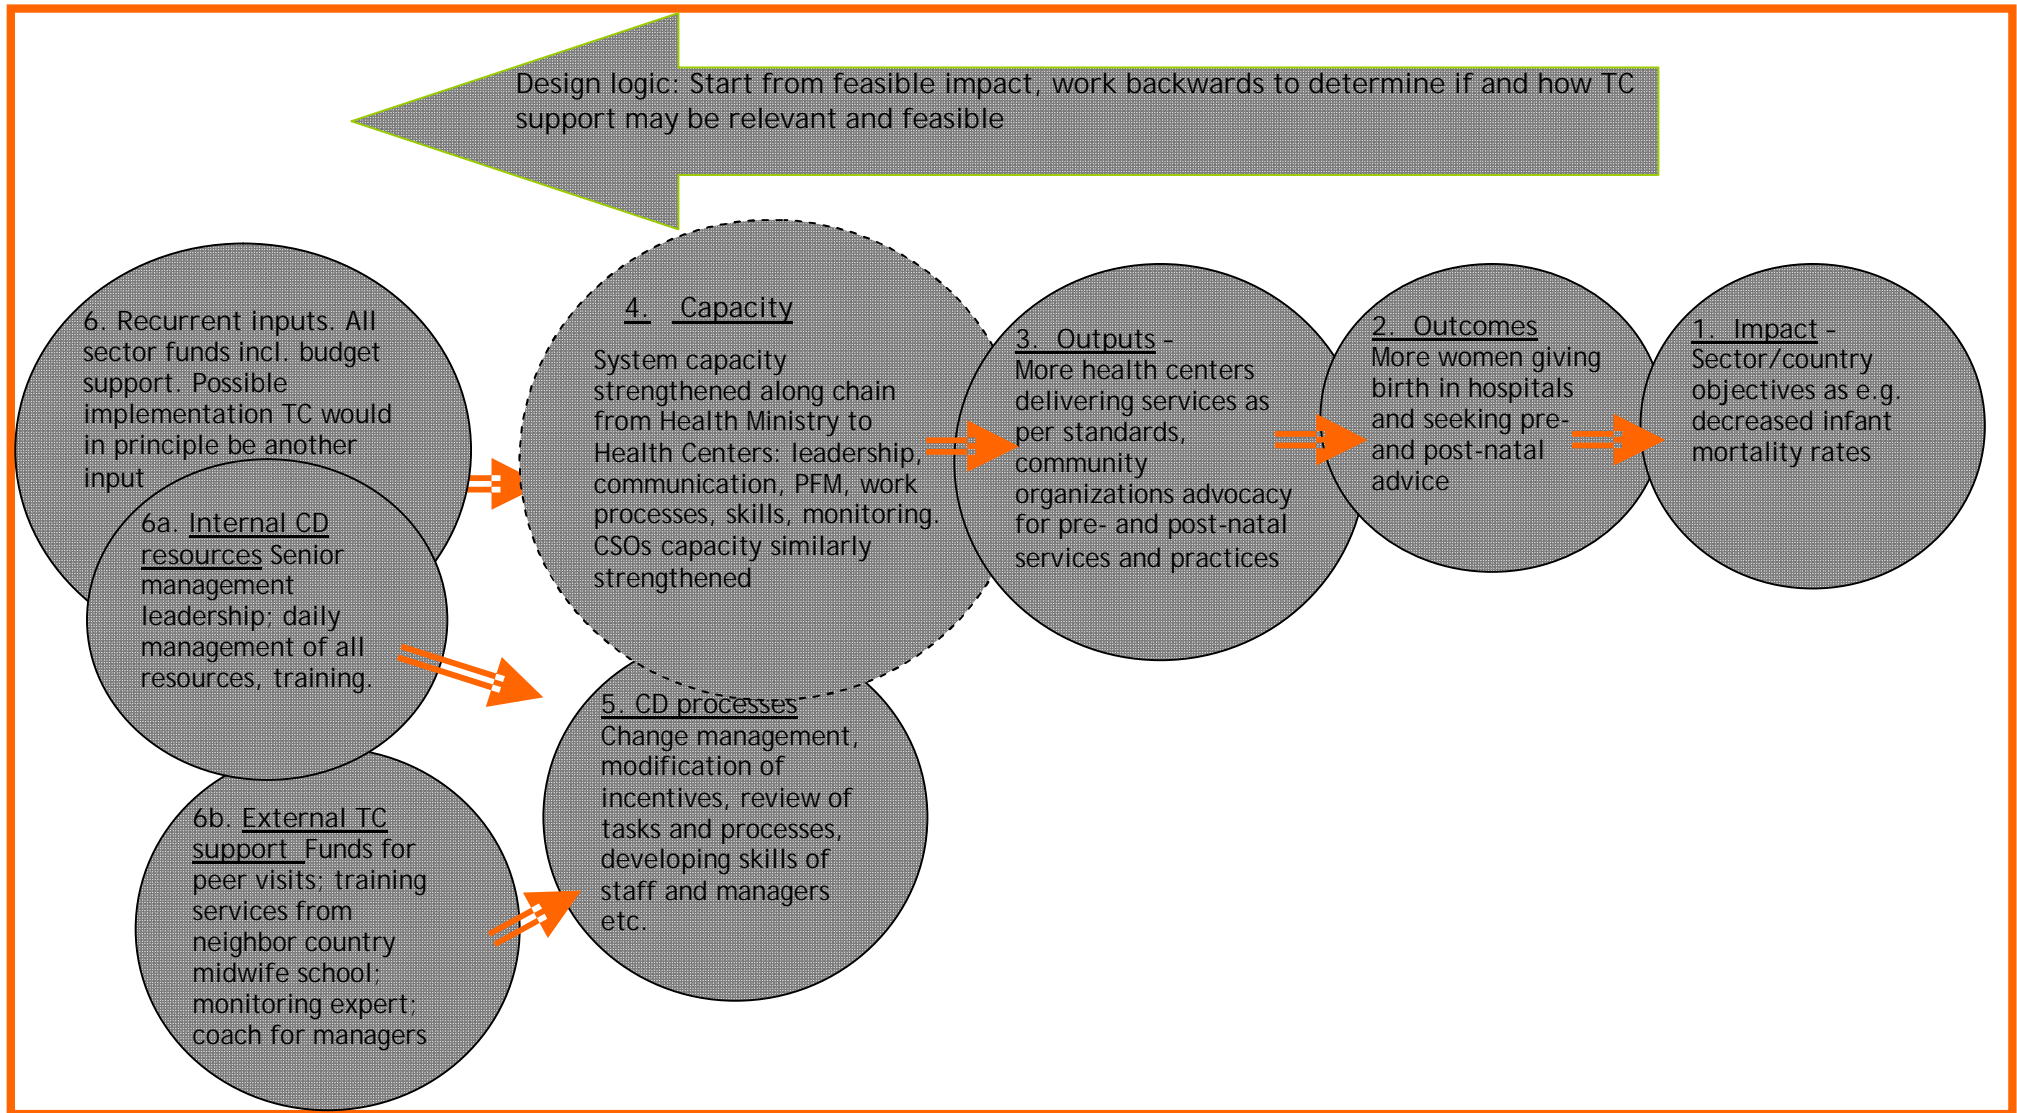 Design logic: Start from feasible impact, work backwards to determine if and how TC
support may be relevant and feasible
6. Recurrent inputs. All
sector funds incl. budget
support. Possible
implementation TC would
in principle be another
input
6a. Internal CD
resources Senior
management
leadership; daily
management of all
resources, training.
6b. External TC
support Funds for
peer visits; training
services from
neighbor country
midwife school;
monitoring expert;
coach for managers
4. Capacity
System capacity
strengthened along chain
from Health Ministry to
Health Centers: leadership,
communication, PFM, work
processes, skills, monitoring.
CSOs capacity similarly
strengthened
5. CD processes
Change management,
modification of
incentives, review of
tasks and processes,
developing skills of
staff and managers
etc.
3. Outputs –
More health centers
delivering services as
per standards,
community
organizations advocacy
for pre- and post-natal
services and practices
2. Outcomes
More women giving
birth in hospitals
and seeking pre-
and post-natal
advice
1. Impact –
Sector/country
objectives as e.g.
decreased infant
mortality rates